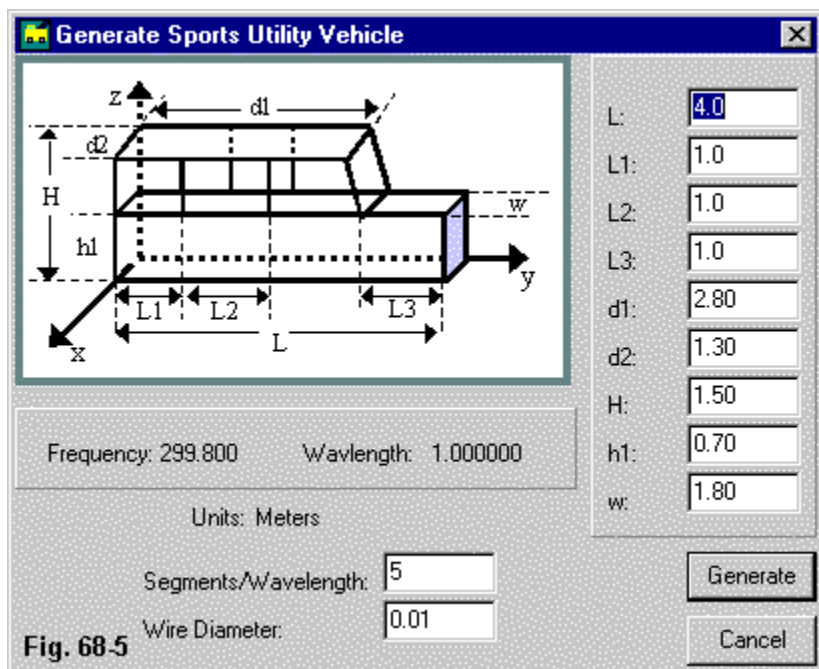 Generate Sports Utility Vehicle
z
d1
d2
H
w
h1
y
L1
L2
L3
L
x
L: 4.0
L1: 1.0
L2: 1.0
L3: 1.0
d1: 2.80
d2: 1.30
H: 1.50
h1: 0.70
w: 1.80
Frequency: 299.800 Wavlength: 1.000000
Units: Meters
Segments/Wavelength: 5
Wire Diameter: 0.01
Generate
Cancel
Fig. 68-5